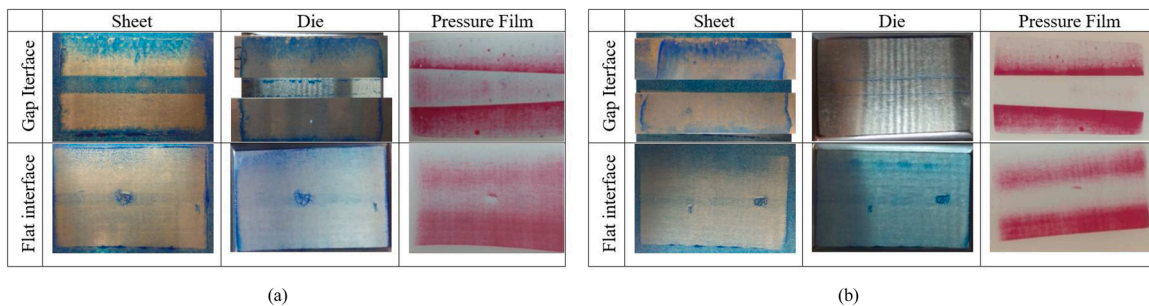 Sheet Die Pressure Film
Gap Iterface
Flat interface
(a)
Sheet Die Pressure Film
Gap Iterface
Flat interface
(b)